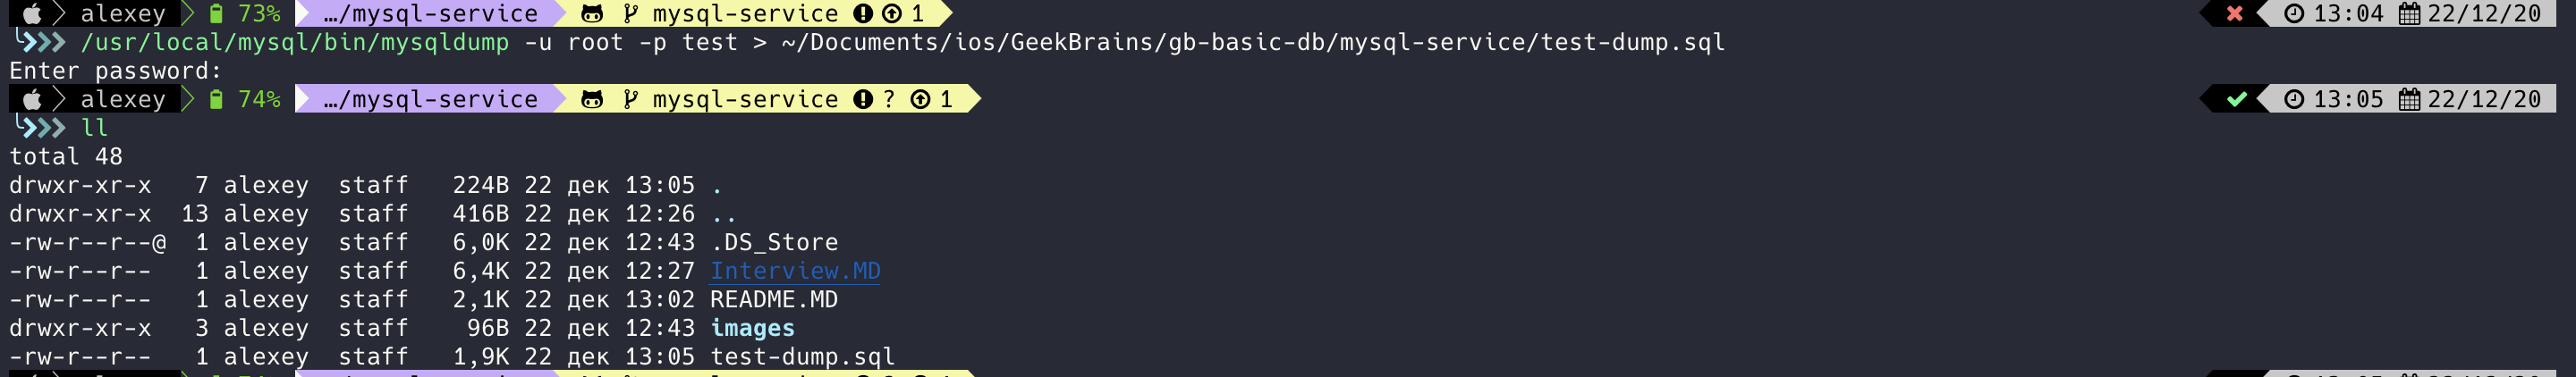 alexey 73% …/mysql-service mysql-service 1 13:04 22/12/20
/usr/local/mysql/bin/mysqldump -u root -p test > ~/Documents/ios/GeekBrains/gb-basic-db/mysql-service/test-dump.sql
Enter password:
alexey 74% …/mysql-service mysql-service ? 1 13:05 22/12/20
ll
total 48
drwxr-xr-x 7 alexey staff 224B 22 дек 13:05 .
drwxr-xr-x 13 alexey staff 416B 22 дек 12:26 ..
-rw-r--r--@ 1 alexey staff 6,0K 22 дек 12:43 .DS_Store
-rw-r--r-- 1 alexey staff 6,4K 22 дек 12:27 Interview.MD
-rw-r--r-- 1 alexey staff 2,1K 22 дек 13:02 README.MD
drwxr-xr-x 3 alexey staff 96B 22 дек 12:43 images
-rw-r--r-- 1 alexey staff 1,9K 22 дек 13:05 test-dump.sql